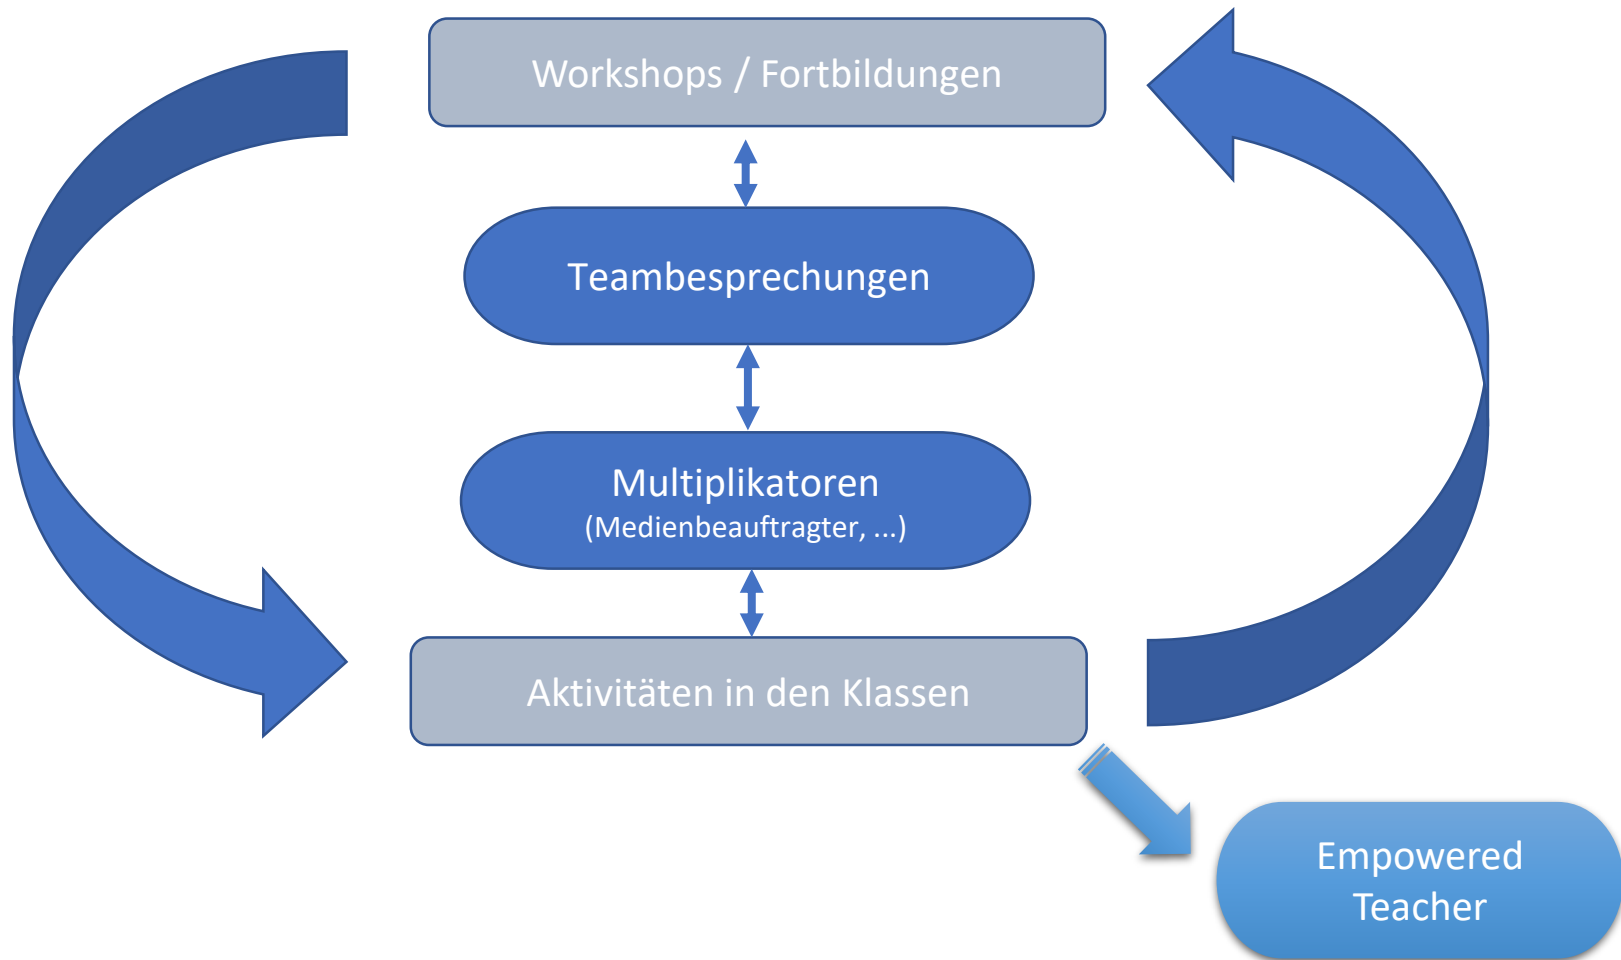 Workshops / Fortbildungen
Teambesprechungen
Multiplikatoren
(Medienbeauftragter, ...)
Aktivitäten in den Klassen
Empowered
Teacher